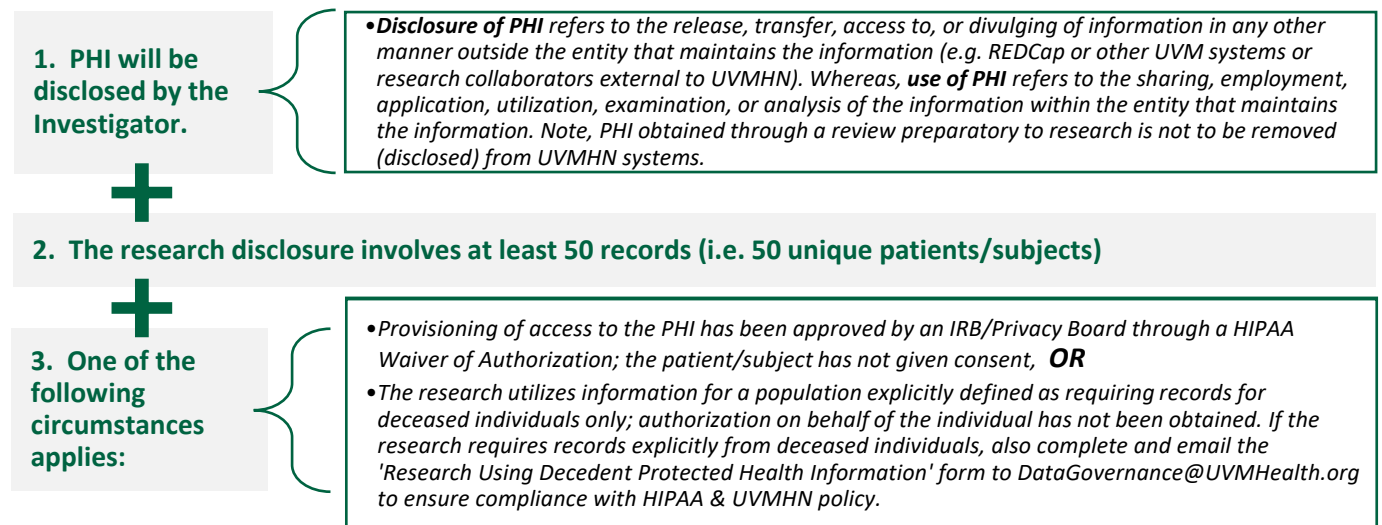 1. PHI will be
disclosed by the
Investigator.
•Disclosure of PHI refers to the release, transfer, access to, or divulging of information in any other
manner outside the entity that maintains the information (e.g. REDCap or other UVM systems or
research collaborators external to UVMHN). Whereas, use of PHI refers to the sharing, employment,
application, utilization, examination, or analysis of the information within the entity that maintains
the information. Note, PHI obtained through a review preparatory to research is not to be removed
(disclosed) from UVMHN systems.
2. The research disclosure involves at least 50 records (i.e. 50 unique patients/subjects)
3. One of the
following
circumstances
applies:
•Provisioning of access to the PHI has been approved by an IRB/Privacy Board through a HIPAA
Waiver of Authorization; the patient/subject has not given consent, OR
•The research utilizes information for a population explicitly defined as requiring records for
deceased individuals only; authorization on behalf of the individual has not been obtained. If the
research requires records explicitly from deceased individuals, also complete and email the
'Research Using Decedent Protected Health Information' form to DataGovernance@UVMHealth.org
to ensure compliance with HIPAA & UVMHN policy.